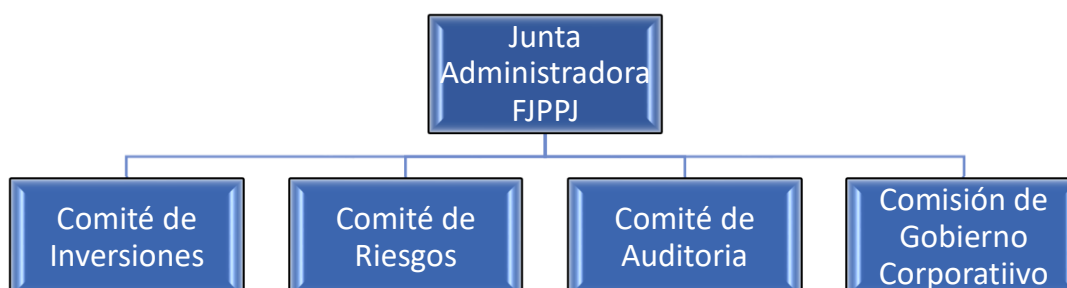 Junta
Administradora
FJPPJ
Comité de
Inversiones
Comité de
Riesgos
Comité de
Auditoria
Comisión de
Gobierno
Corporatiivo